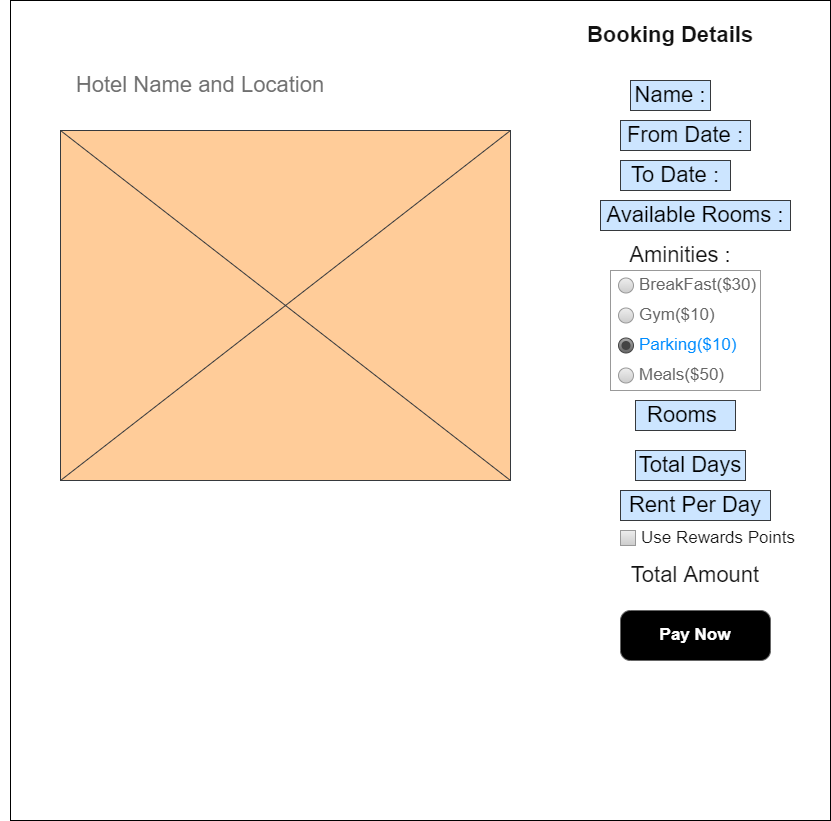 Booking Details
Hotel Name and Location
Name :
From Date :
To Date :
Available Rooms :
Aminities :
BreakFast($30)
Gym($10)
Parking($10)
Meals($50)
Rooms
Total Days
Rent Per Day
Use Rewards Points
Total Amount
Pay Now